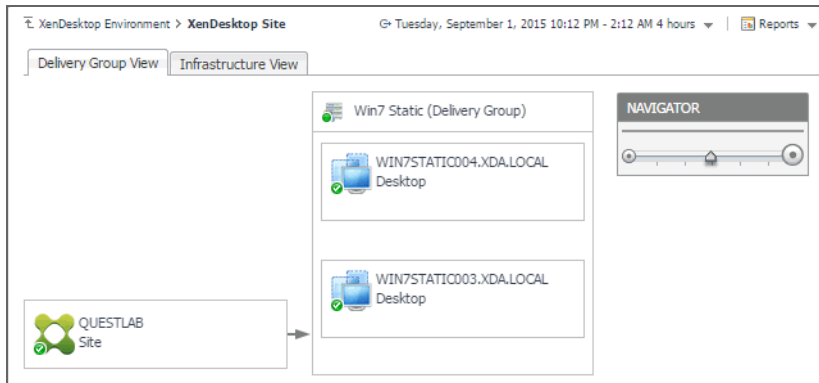 XenDesktop Environment > XenDesktop Site
Tuesday, September 1, 2015 10:12 PM - 2:12 AM 4 hours
Reports
Delivery Group View
Infrastructure View
Win7 Static (Delivery Group)
NAVIGATOR
WIN7STATIC004.XDA.LOCAL
Desktop
WIN7STATIC003.XDA.LOCAL
Desktop
QUESTLAB
Site